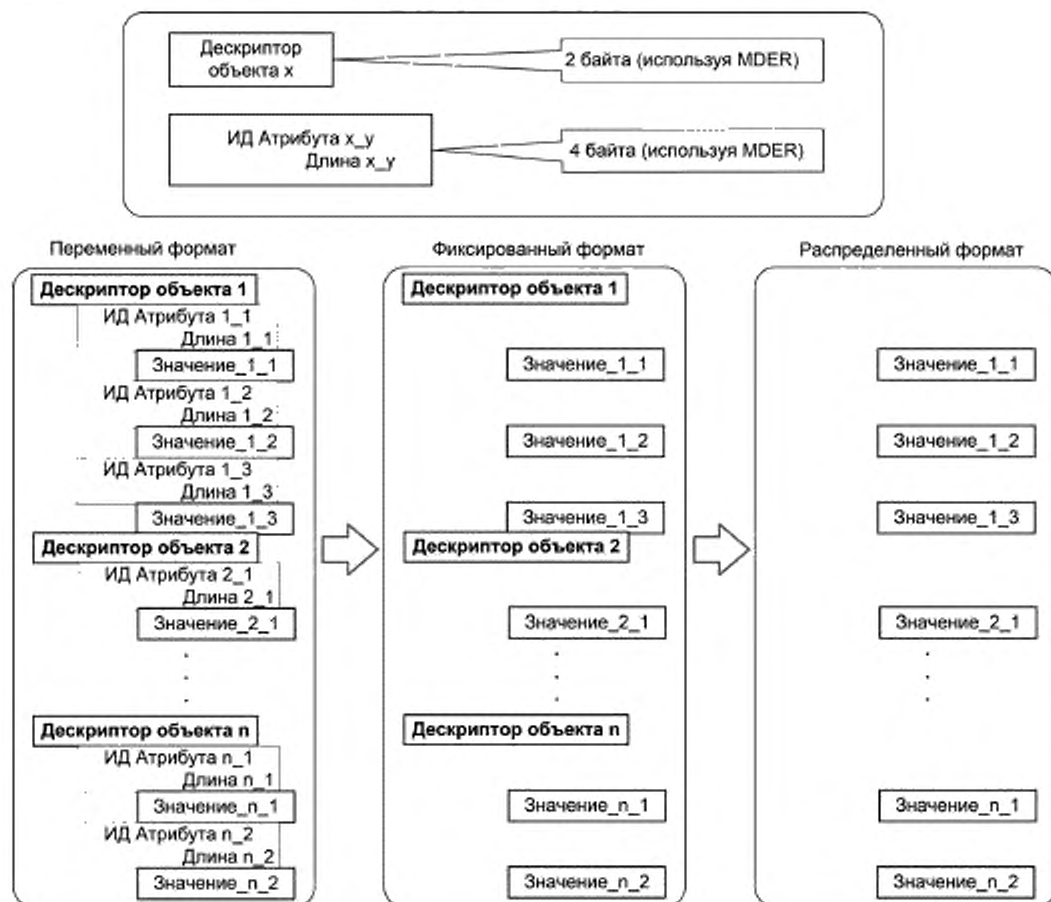 Дескриптор
объекта x
2 байта (используя MDER)
ИД Атрибута x_y
Длина x_y
4 байта (используя MDER)
Переменный формат
Дескриптор объекта 1
ИД Атрибута 1_1
Длина 1_1
Значение_1_1
ИД Атрибута 1_2
Длина 1_2
Значение_1_2
ИД Атрибута 1_3
Длина 1_3
Значение_1_3
Дескриптор объекта 2
ИД Атрибута 2_1
Длина 2_1
Значение_2_1
Дескриптор объекта n
ИД Атрибута n_1
Длина n_1
Значение_n_1
ИД Атрибута n_2
Длина n_2
Значение_n_2
Фиксированный формат
Дескриптор объекта 1
Значение_1_1
Значение_1_2
Значение_1_3
Дескриптор объекта 2
Значение_2_1
Дескриптор объекта n
Значение_n_1
Значение_n_2
Распределенный формат
Значение_1_1
Значение_1_2
Значение_1_3
Значение_2_1
Значение_n_1
Значение_n_2